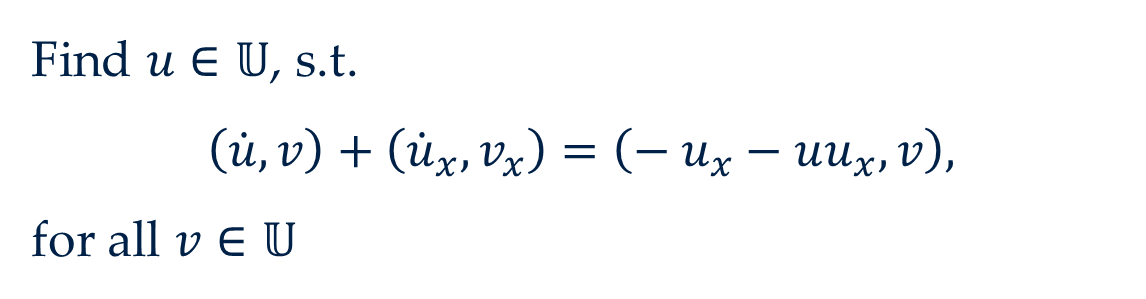 Find u ∈ 𝕌, s.t.
(u̇, v) + (u̇ₓ, vₓ) = (− uₓ − uuₓ, v),
for all v ∈ 𝕌